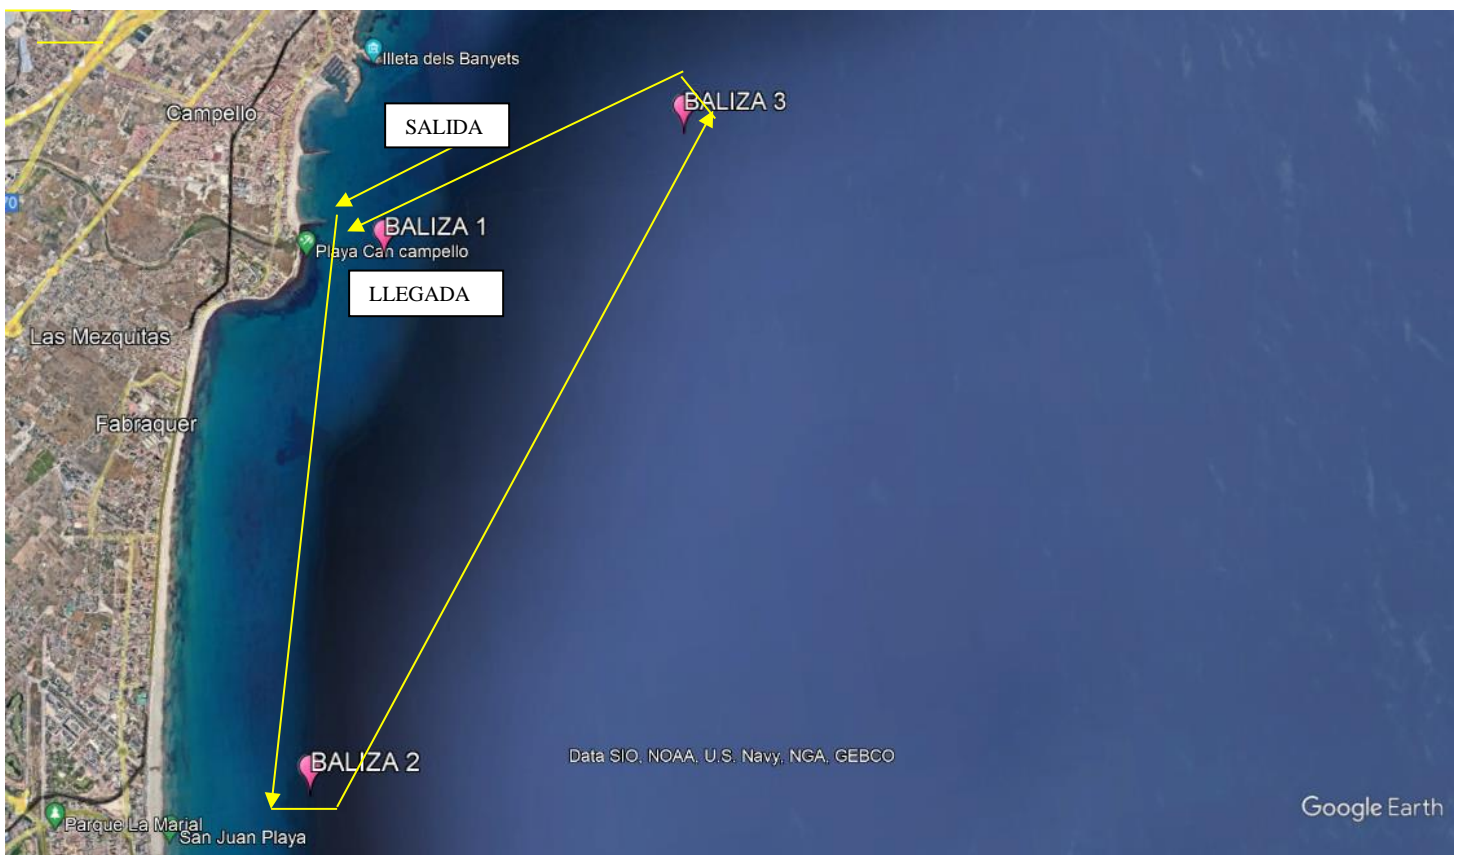 Illeta dels Banyets
BALIZA 3
Campello
SALIDA
70
BALIZA 1
Playa Can campello
LLEGADA
Las Mezquitas
Fabraquer
BALIZA 2
Data SIO, NOAA, U.S. Navy, NGA, GEBCO
Google Earth
Parque La Marjal
San Juan Playa